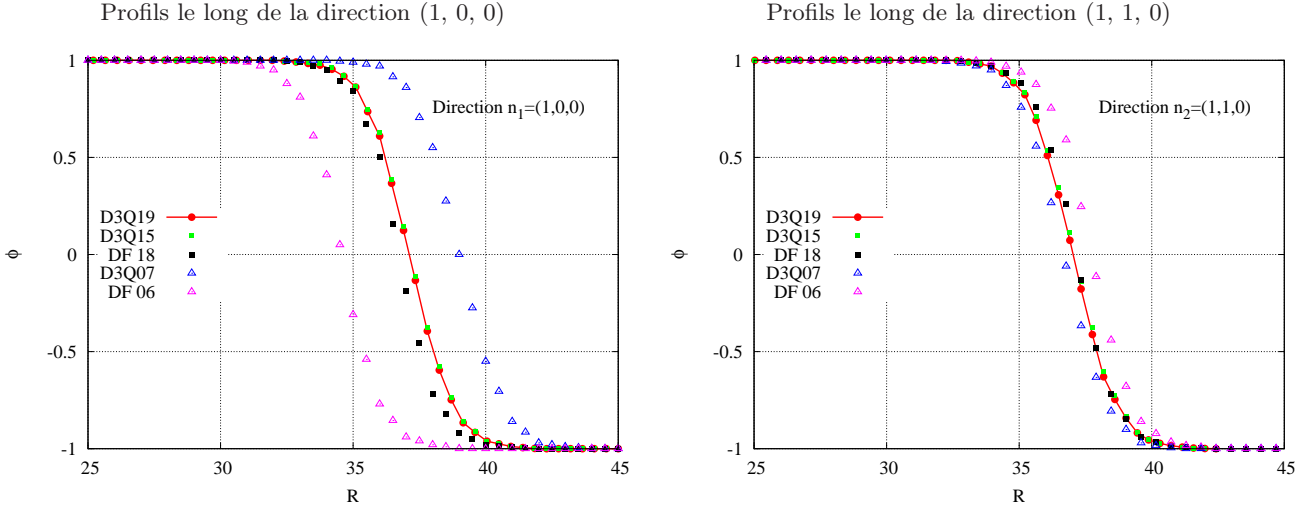 Profils le long de la direction (1, 0, 0)
1
0.5
0
-0.5
-1
ϕ
Direction n1=(1,0,0)
D3Q19
D3Q15
DF 18
D3Q07
DF 06
25
30
35
40
45
R
Profils le long de la direction (1, 1, 0)
1
0.5
0
-0.5
-1
ϕ
Direction n2=(1,1,0)
D3Q19
D3Q15
DF 18
D3Q07
DF 06
25
30
35
40
45
R